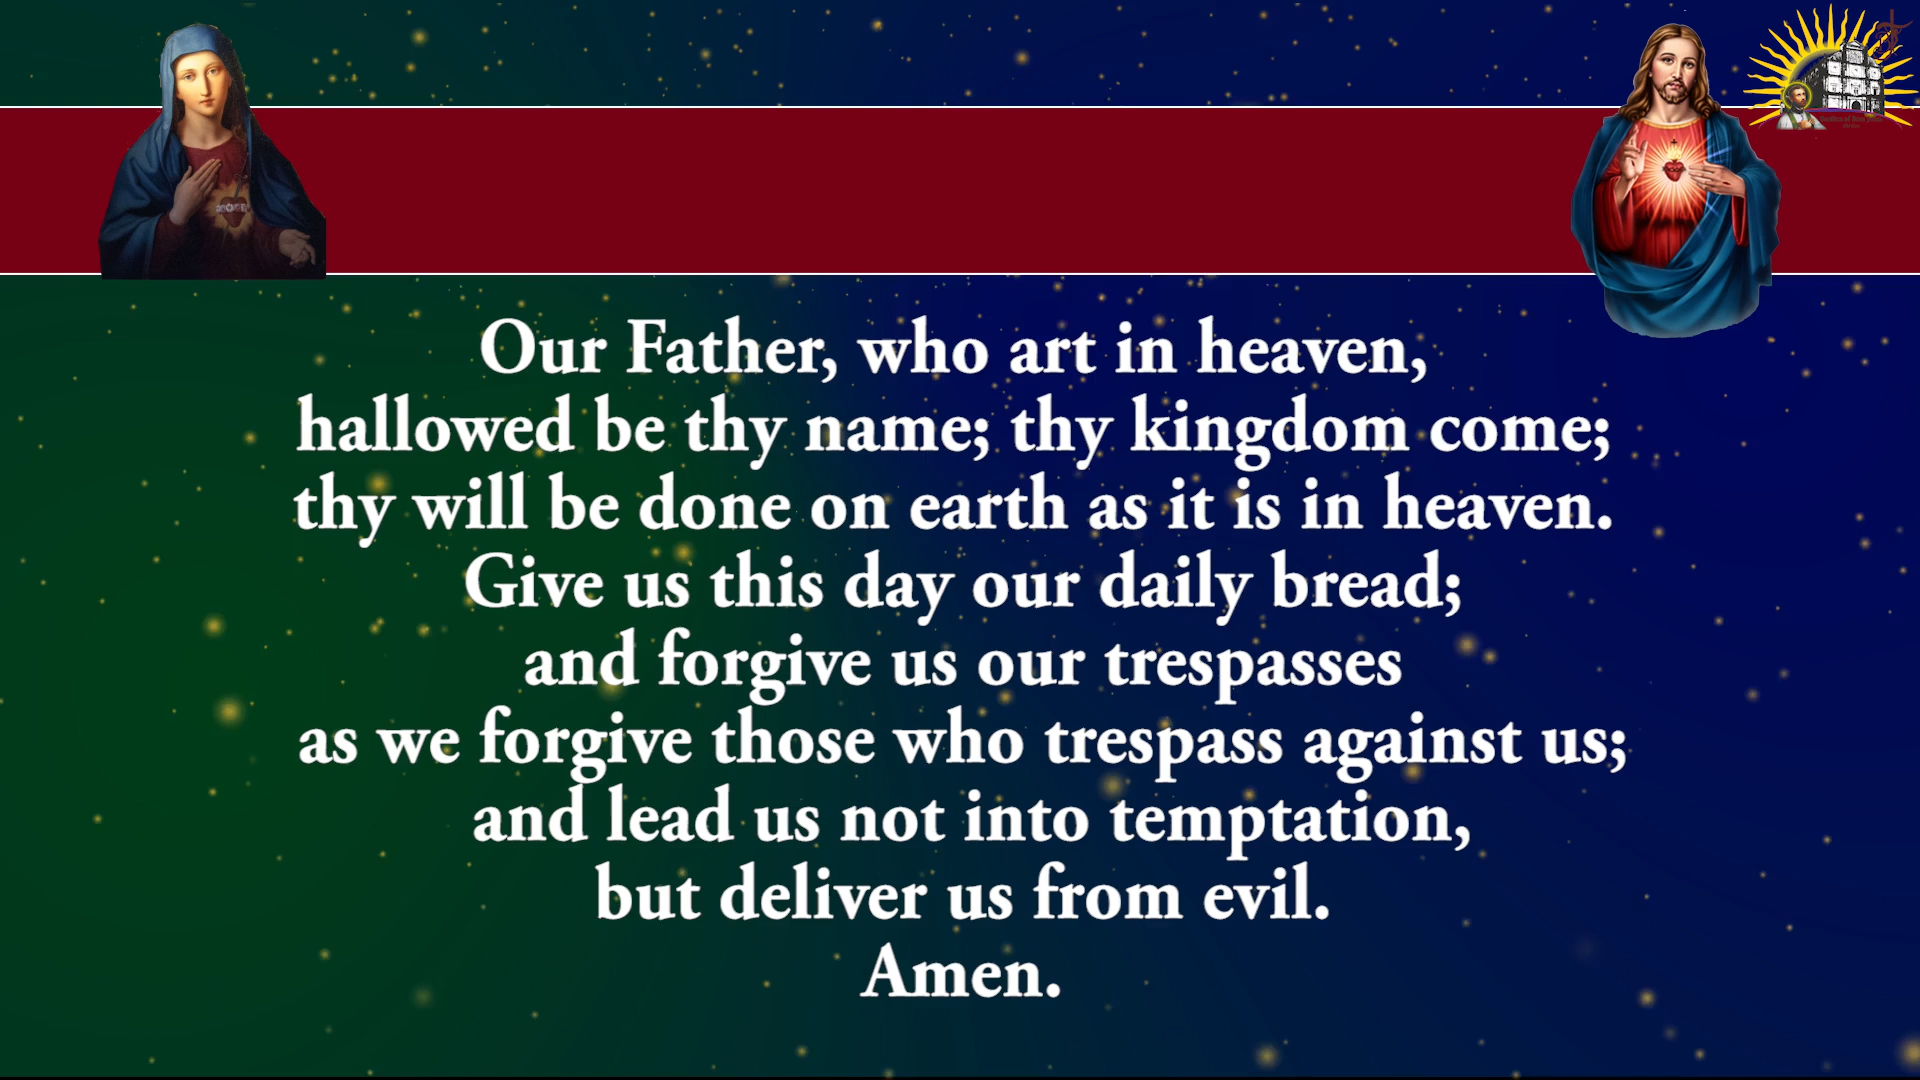 Our Father, who art in heaven,
hallowed be thy name; thy kingdom come;
thy will be done on earth as it is in heaven.
Give us this day our daily bread;
and forgive us our trespasses
as we forgive those who trespass against us;
and lead us not into temptation,
but deliver us from evil.
Amen.